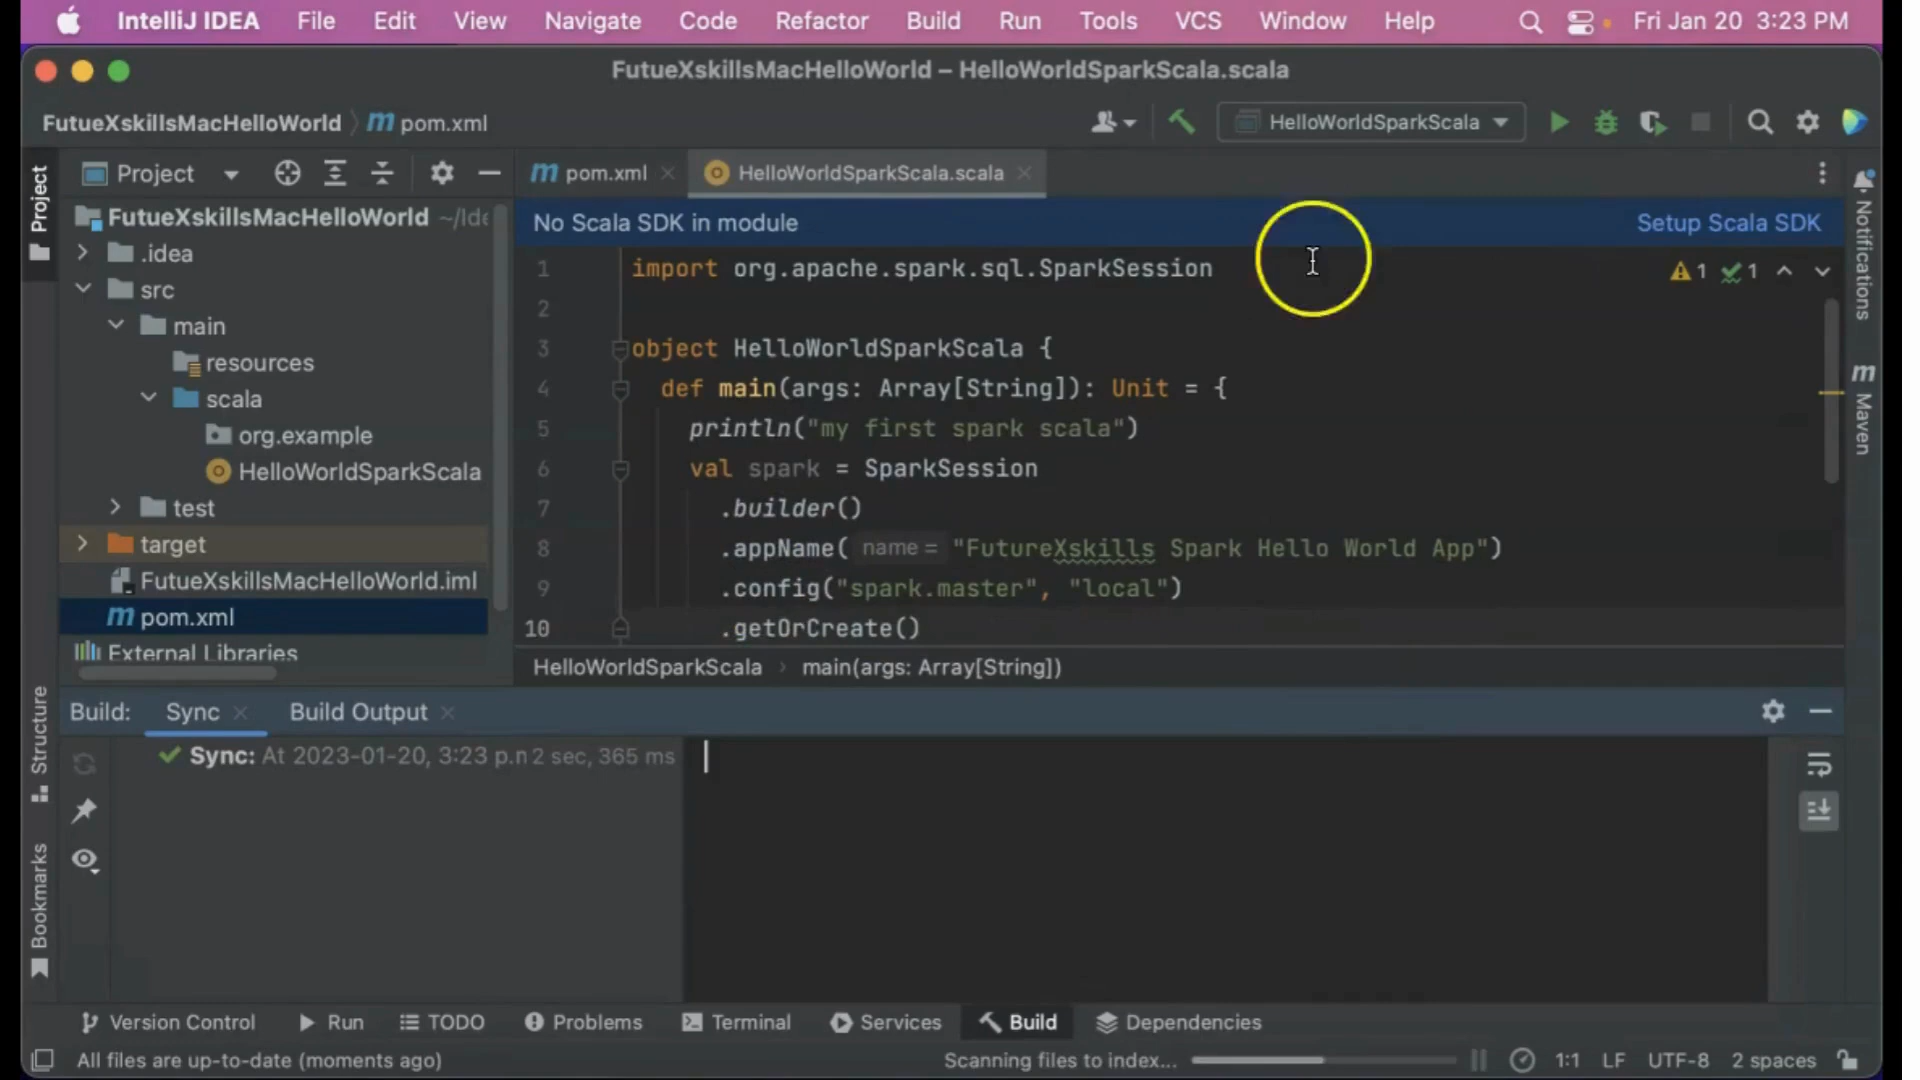 IntelliJ IDEA File Edit View Navigate Code Refactor Build Run Tools VCS Window Help Fri Jan 20 3:23 PM
FutueXskillsMacHelloWorld – HelloWorldSparkScala.scala
FutueXskillsMacHelloWorld m pom.xml HelloWorldSparkScala
Project
Project
m pom.xml HelloWorldSparkScala.scala
FutueXskillsMacHelloWorld ~/Ide
.idea
src
main
resources
scala
org.example
HelloWorldSparkScala
test
target
FutueXskillsMacHelloWorld.iml
m pom.xml
External Libraries
No Scala SDK in module Setup Scala SDK
1 import org.apache.spark.sql.SparkSession
2
3 object HelloWorldSparkScala {
4 def main(args: Array[String]): Unit = {
5 println("my first spark scala")
6 val spark = SparkSession
7 .builder()
8 .appName( name = "FutureXskills Spark Hello World App")
9 .config("spark.master", "local")
10 .getOrCreate()
1 1
HelloWorldSparkScala main(args: Array[String])
Notifications
m Maven
Build: Sync Build Output
Sync: At 2023-01-20, 3:23 p.n 2 sec, 365 ms
Structure
Bookmarks
Version Control Run TODO Problems Terminal Services Build Dependencies
All files are up-to-date (moments ago) Scanning files to index... 1:1 LF UTF-8 2 spaces